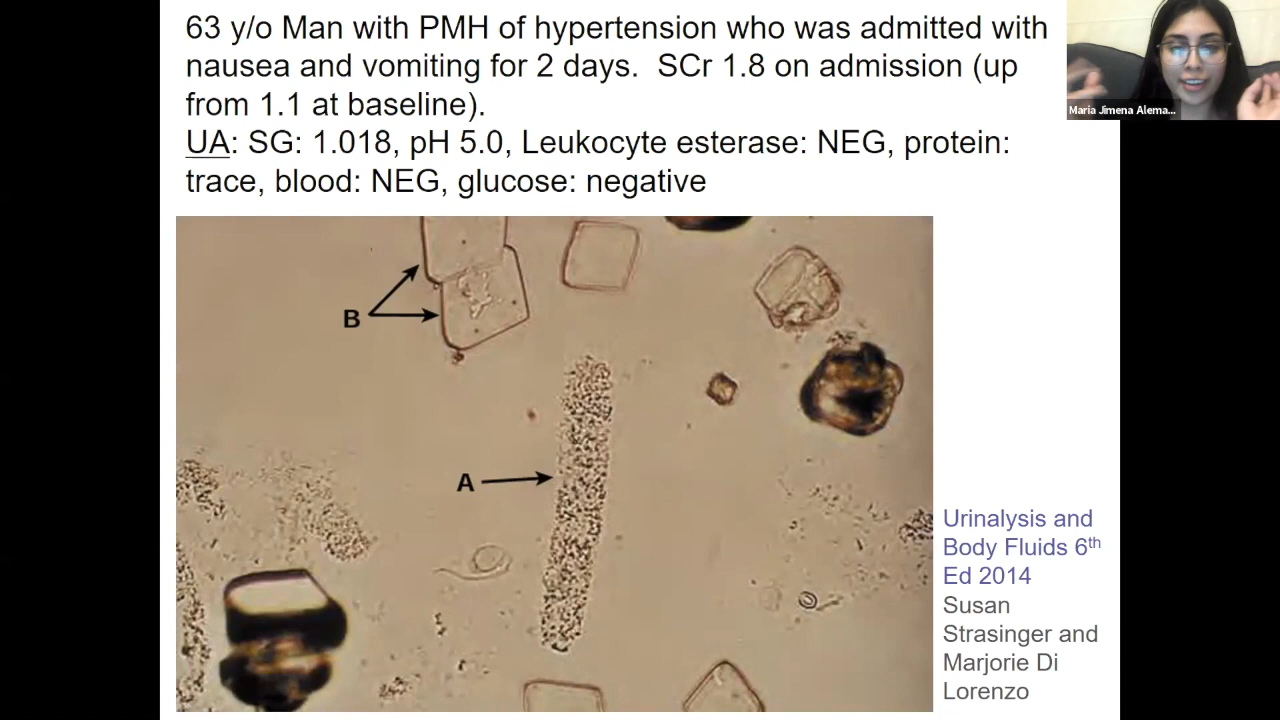 63 y/o Man with PMH of hypertension who was admitted with
nausea and vomiting for 2 days.  SCr 1.8 on admission (up
from 1.1 at baseline).
UA: SG: 1.018, pH 5.0, Leukocyte esterase: NEG, protein:
trace, blood: NEG, glucose: negative
Maria Jimena Alema...
B
A
Urinalysis and
Body Fluids 6th
Ed 2014
Susan
Strasinger and
Marjorie Di
Lorenzo